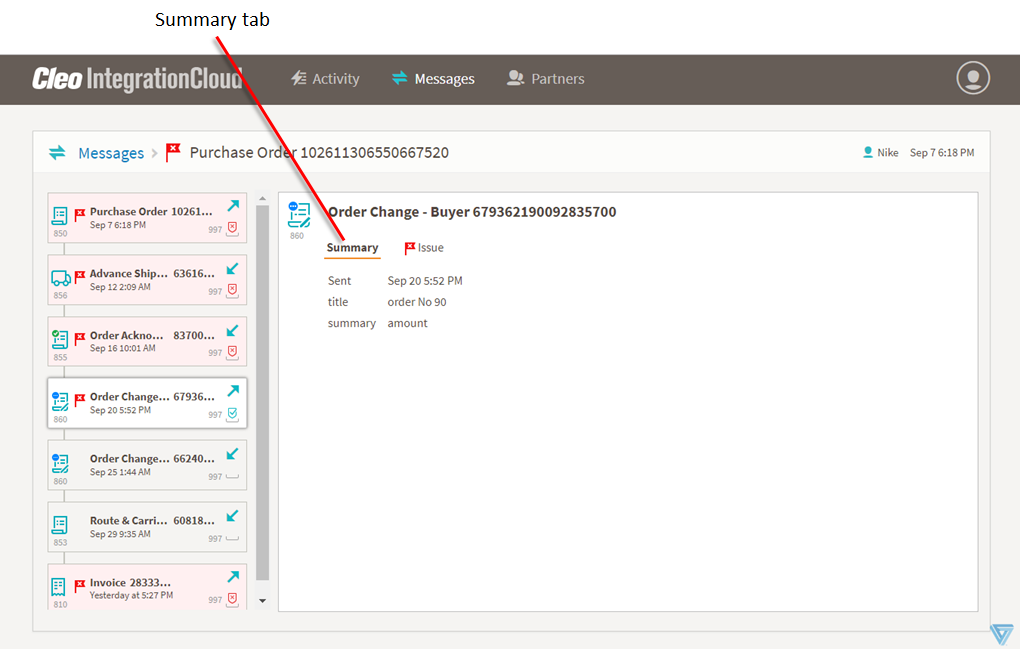 Summary tab
Cleo IntegrationCloud
Activity
Messages
Partners
Messages > Purchase Order 102611306550667520
Nike Sep 7 6:18 PM
Purchase Order 10261...
Sep 7 6:18 PM
850
997
Advance Ship... 63616...
Sep 12 2:09 AM
856
997
Order Ackno... 83700...
Sep 16 10:01 AM
855
997
Order Change... 67936...
Sep 20 5:52 PM
860
997
Order Change... 66240...
Sep 25 1:44 AM
860
997
Route & Carri... 60818...
Sep 29 9:35 AM
853
997
Invoice 28333...
Yesterday at 5:27 PM
810
997
Order Change - Buyer 679362190092835700
860
Summary
Issue
Sent Sep 20 5:52 PM
title order No 90
summary amount